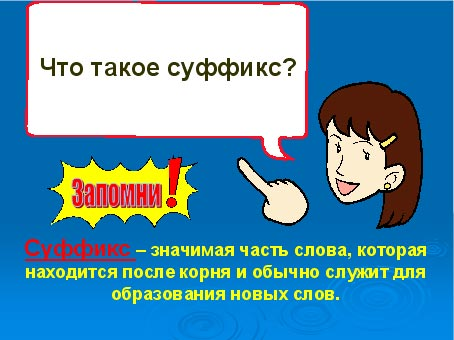 Что такое суффикс?
Запомни!
Суффикс – значимая часть слова, которая
находится после корня и обычно служит для
образования новых слов.